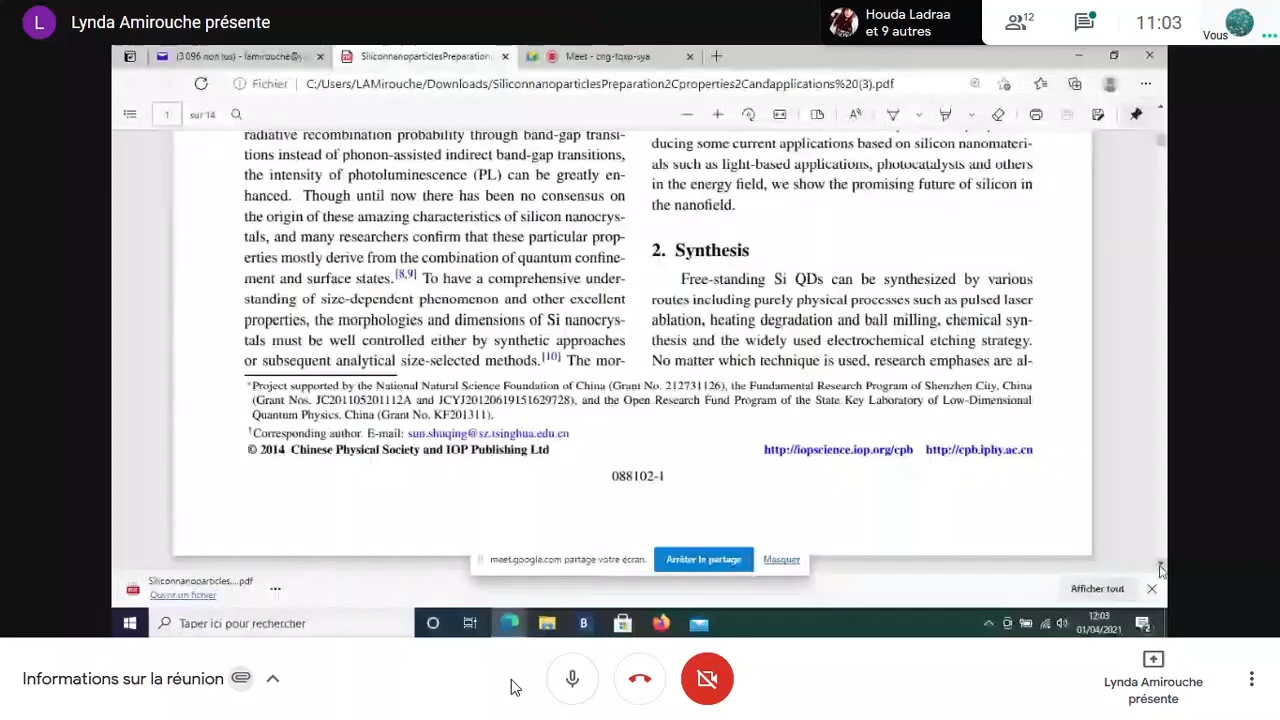 L
Lynda Amirouche présente
Houda Ladraa
et 9 autres
12
11:03
Vous
(3 096 non lus) - lamirouche@y
SiliconnanoparticlesPreparation
Meet - cng-tqxp-sya
Fichier
C:/Users/LAMirouche/Downloads/SiliconnanoparticlesPreparation2Cproperties2Candapplications%20(3).pdf
1 sur 14
radiative recombination probability through band-gap transi-
tions instead of phonon-assisted indirect band-gap transitions,
the intensity of photoluminescence (PL) can be greatly en-
hanced. Though until now there has been no consensus on
the origin of these amazing characteristics of silicon nanocrys-
tals, and many researchers confirm that these particular prop-
erties mostly derive from the combination of quantum confine-
ment and surface states.[8,9] To have a comprehensive under-
standing of size-dependent phenomenon and other excellent
properties, the morphologies and dimensions of Si nanocrys-
tals must be well controlled either by synthetic approaches
or subsequent analytical size-selected methods.[10] The mor-
ducing some current applications based on silicon nanomateri-
als such as light-based applications, photocatalysts and others
in the energy field, we show the promising future of silicon in
the nanofield.
2. Synthesis
Free-standing Si QDs can be synthesized by various
routes including purely physical processes such as pulsed laser
ablation, heating degradation and ball milling, chemical syn-
thesis and the widely used electrochemical etching strategy.
No matter which technique is used, research emphases are al-
*Project supported by the National Natural Science Foundation of China (Grant No. 212731126), the Fundamental Research Program of Shenzhen City, China
(Grant Nos. JC201105201112A and JCYJ20120619151629728), and the Open Research Fund Program of the State Key Laboratory of Low-Dimensional
Quantum Physics, China (Grant No. KF201311).
†Corresponding author. E-mail: sun.shuqing@sz.tsinghua.edu.cn
© 2014 Chinese Physical Society and IOP Publishing Ltd
http://iopscience.iop.org/cpb http://cpb.iphy.ac.cn
088102-1
meet.google.com partage votre écran.
Arrêter le partage
Masquer
Siliconnanoparticles....pdf
Ouvrir un fichier
Afficher tout
Taper ici pour rechercher
12:03
01/04/2021
Informations sur la réunion
Lynda Amirouche
présente